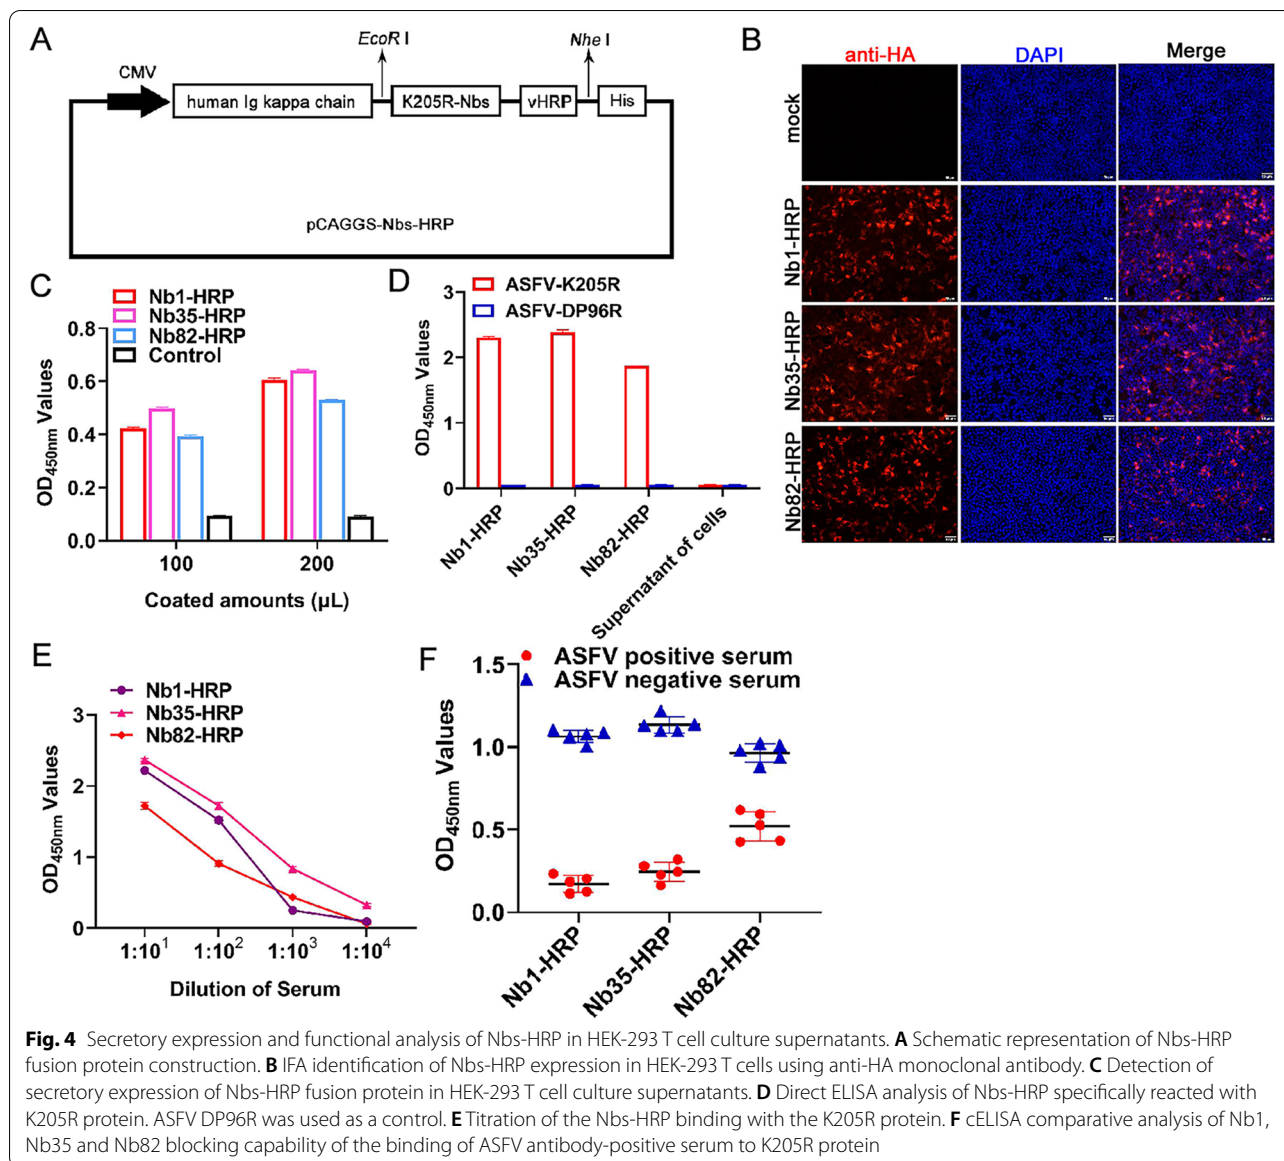 A
EcoR I
Nhe I
CMV
human Ig kappa chain
K205R-Nbs
vHRP
His
pCAGGS-Nbs-HRP
B
anti-HA
DAPI
Merge
mock
Nb1-HRP
Nb35-HRP
Nb82-HRP
C
Nb1-HRP
Nb35-HRP
Nb82-HRP
Control
OD450nm Values
0.8
0.6
0.4
0.2
0.0
100
200
Coated amounts (µL)
D
ASFV-K205R
ASFV-DP96R
OD450nm Values
3
2
1
0
Nb1-HRP
Nb35-HRP
Nb82-HRP
Supernatant of cells
E
Nb1-HRP
Nb35-HRP
Nb82-HRP
OD450nm Values
3
2
1
0
1:10¹
1:10²
1:10³
1:10⁴
Dilution of Serum
F
ASFV positive serum
ASFV negative serum
OD450nm Values
1.5
1.0
0.5
0.0
Nb1-HRP
Nb35-HRP
Nb82-HRP
Fig. 4 Secretory expression and functional analysis of Nbs-HRP in HEK-293 T cell culture supernatants. A Schematic representation of Nbs-HRP
fusion protein construction. B IFA identification of Nbs-HRP expression in HEK-293 T cells using anti-HA monoclonal antibody. C Detection of
secretory expression of Nbs-HRP fusion protein in HEK-293 T cell culture supernatants. D Direct ELISA analysis of Nbs-HRP specifically reacted with
K205R protein. ASFV DP96R was used as a control. E Titration of the Nbs-HRP binding with the K205R protein. F cELISA comparative analysis of Nb1,
Nb35 and Nb82 blocking capability of the binding of ASFV antibody-positive serum to K205R protein